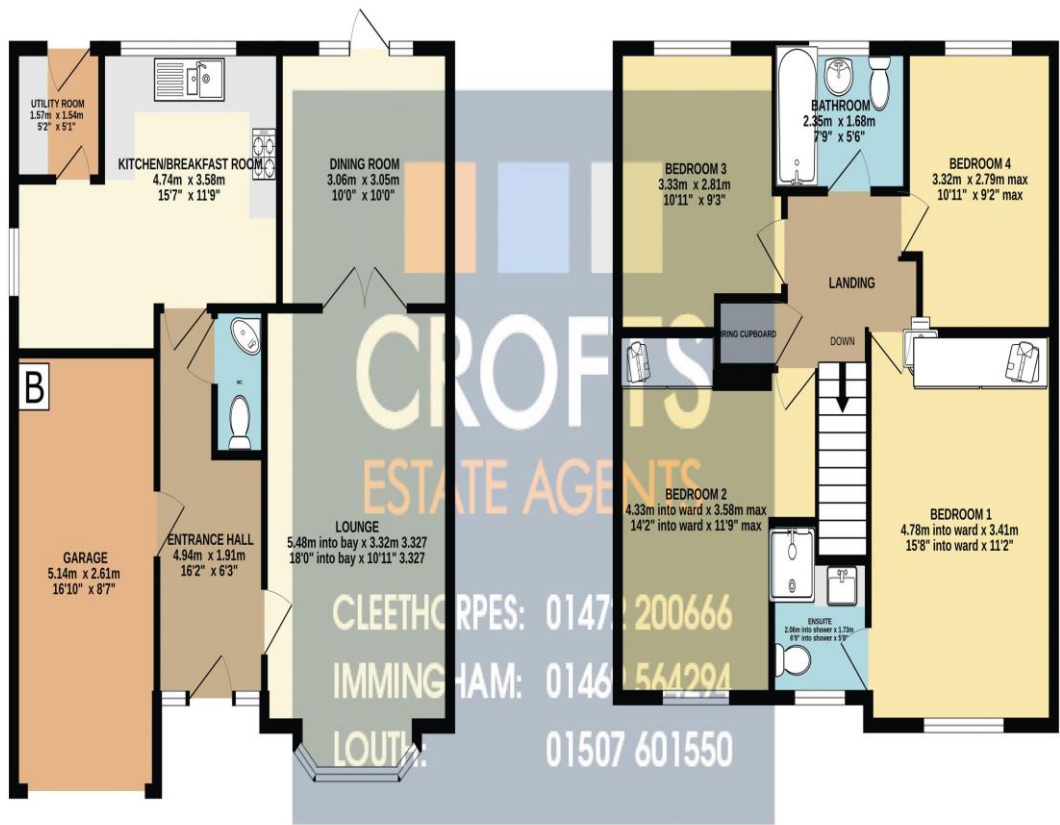 UTILITY ROOM
1.57m x 1.54m
5'2" x 5'1"
KITCHEN/BREAKFAST ROOM
4.74m x 3.58m
15'7" x 11'9"
DINING ROOM
3.06m x 3.05m
10'0" x 10'0"
B
WC
GARAGE
5.14m x 2.61m
16'10" x 8'7"
ENTRANCE HALL
4.94m x 1.91m
16'2" x 6'3"
LOUNGE
5.48m into bay x 3.32m 3.327
18'0" into bay x 10'11" 3.327
BEDROOM 3
3.33m x 2.81m
10'11" x 9'3"
BATHROOM
2.35m x 1.68m
7'9" x 5'6"
BEDROOM 4
3.32m x 2.79m max
10'11" x 9'2" max
LANDING
IRING CUPBOARD
DOWN
BEDROOM 2
4.33m into ward x 3.58m max
14'2" into ward x 11'9" max
BEDROOM 1
4.78m into ward x 3.41m
15'8" into ward x 11'2"
ENSUITE
2.06m into shower x 1.73m
6'9" into shower x 5'8"
CROFTS
ESTATE AGENTS
CLEETHORPES: 01472 200666
IMMINGHAM: 01469 564294
LOUTH: 01507 601550